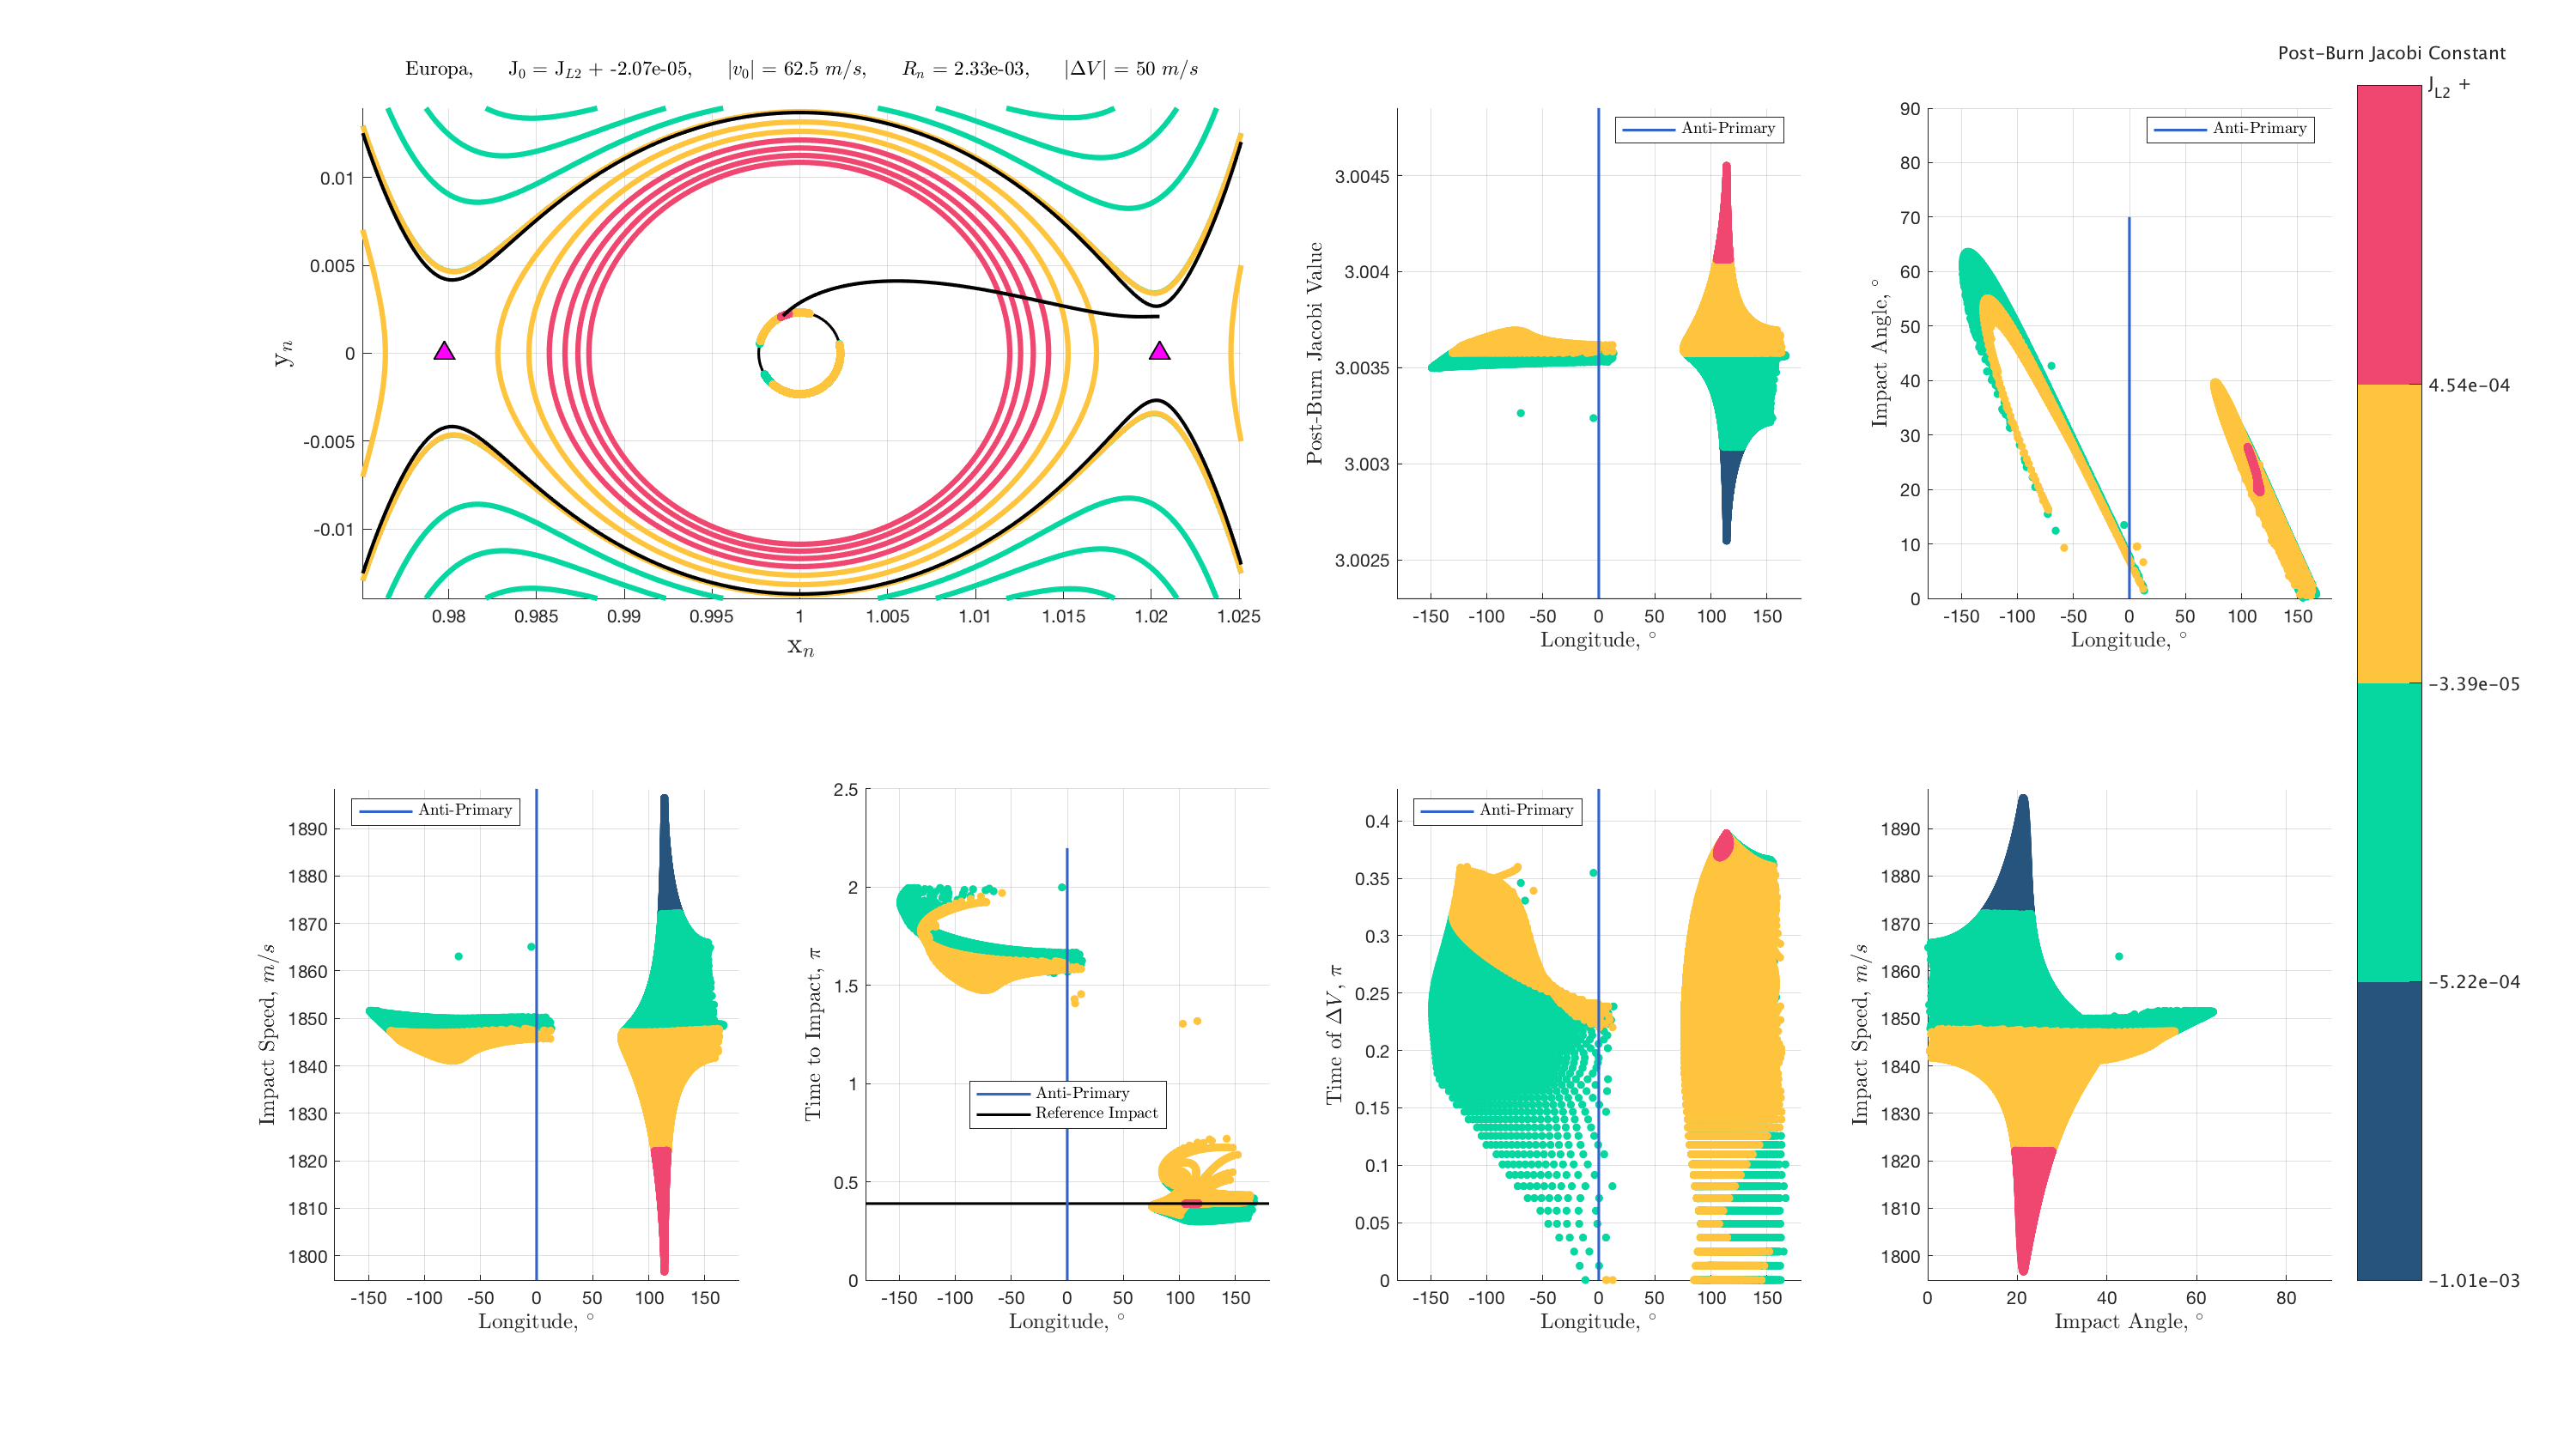 Europa, J0 = JL2 + -2.07e-05, |v0| = 62.5 m/s, Rn = 2.33e-03, |ΔV| = 50 m/s
0.01
0.005
0
-0.005
-0.01
yn
0.98 0.985 0.99 0.995 1 1.005 1.01 1.015 1.02 1.025
xn
Anti-Primary
3.0045
3.004
3.0035
3.003
3.0025
Post-Burn Jacobi Value
-150 -100 -50 0 50 100 150
Longitude, °
Anti-Primary
90
80
70
60
50
40
30
20
10
0
Impact Angle, °
-150 -100 -50 0 50 100 150
Longitude, °
Post-Burn Jacobi Constant
JL2 +
4.54e-04
-3.39e-05
-5.22e-04
-1.01e-03
Anti-Primary
1890
1880
1870
1860
1850
1840
1830
1820
1810
1800
Impact Speed, m/s
-150 -100 -50 0 50 100 150
Longitude, °
2.5
2
1.5
1
0.5
0
Time to Impact, π
Anti-Primary
Reference Impact
-150 -100 -50 0 50 100 150
Longitude, °
Anti-Primary
0.4
0.35
0.3
0.25
0.2
0.15
0.1
0.05
0
Time of ΔV, π
-150 -100 -50 0 50 100 150
Longitude, °
1890
1880
1870
1860
1850
1840
1830
1820
1810
1800
Impact Speed, m/s
0 20 40 60 80
Impact Angle, °